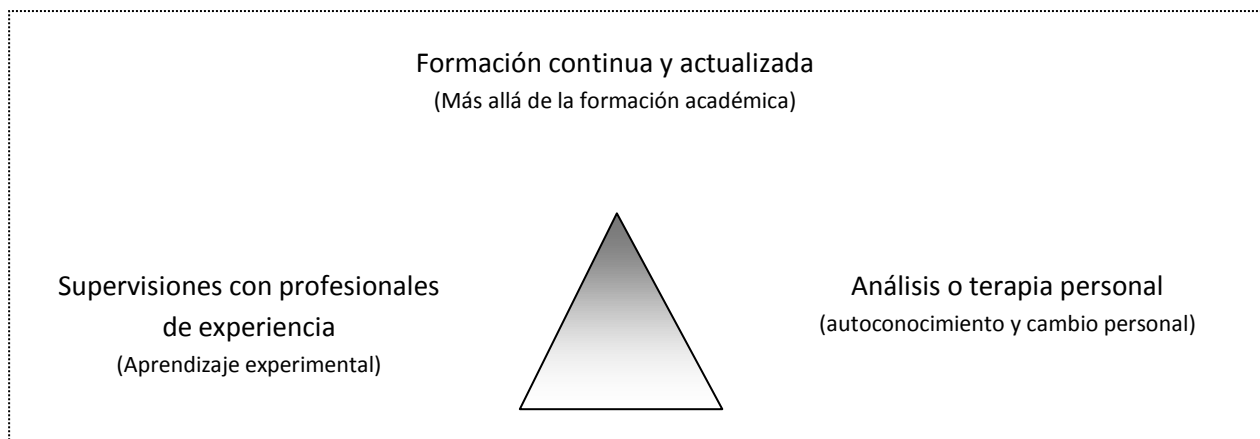 Formación continua y actualizada
(Más allá de la formación académica)
Supervisiones con profesionales
de experiencia
(Aprendizaje experimental)
Análisis o terapia personal
(autoconocimiento y cambio personal)